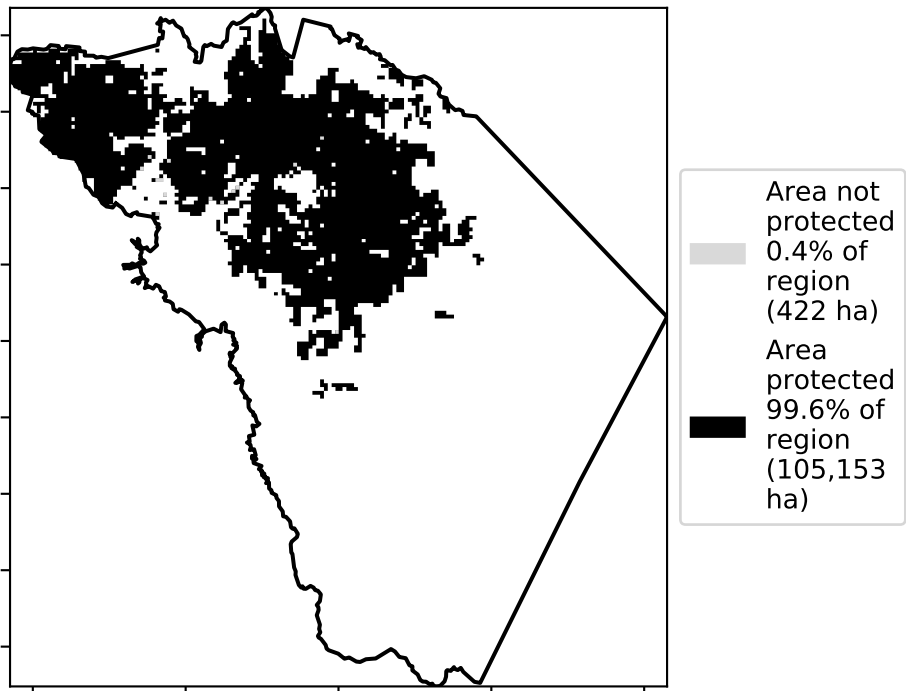 Area not
protected
0.4% of
region
(422 ha)
Area
protected
99.6% of
region
(105,153
ha)